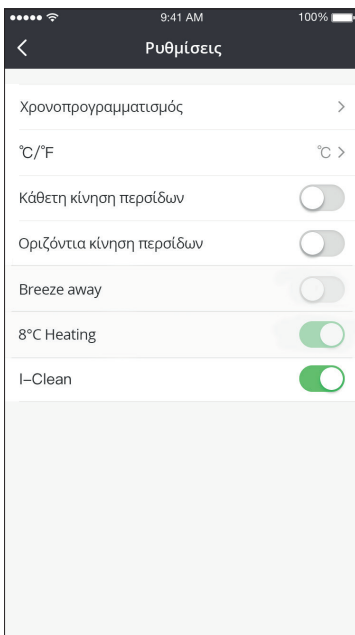 9:41 AM 100%
Ρυθμίσεις
Χρονοπρογραμματισμός
℃/℉ ℃
Κάθετη κίνηση περσίδων
Οριζόντια κίνηση περσίδων
Breeze away
8°C Heating
I-Clean